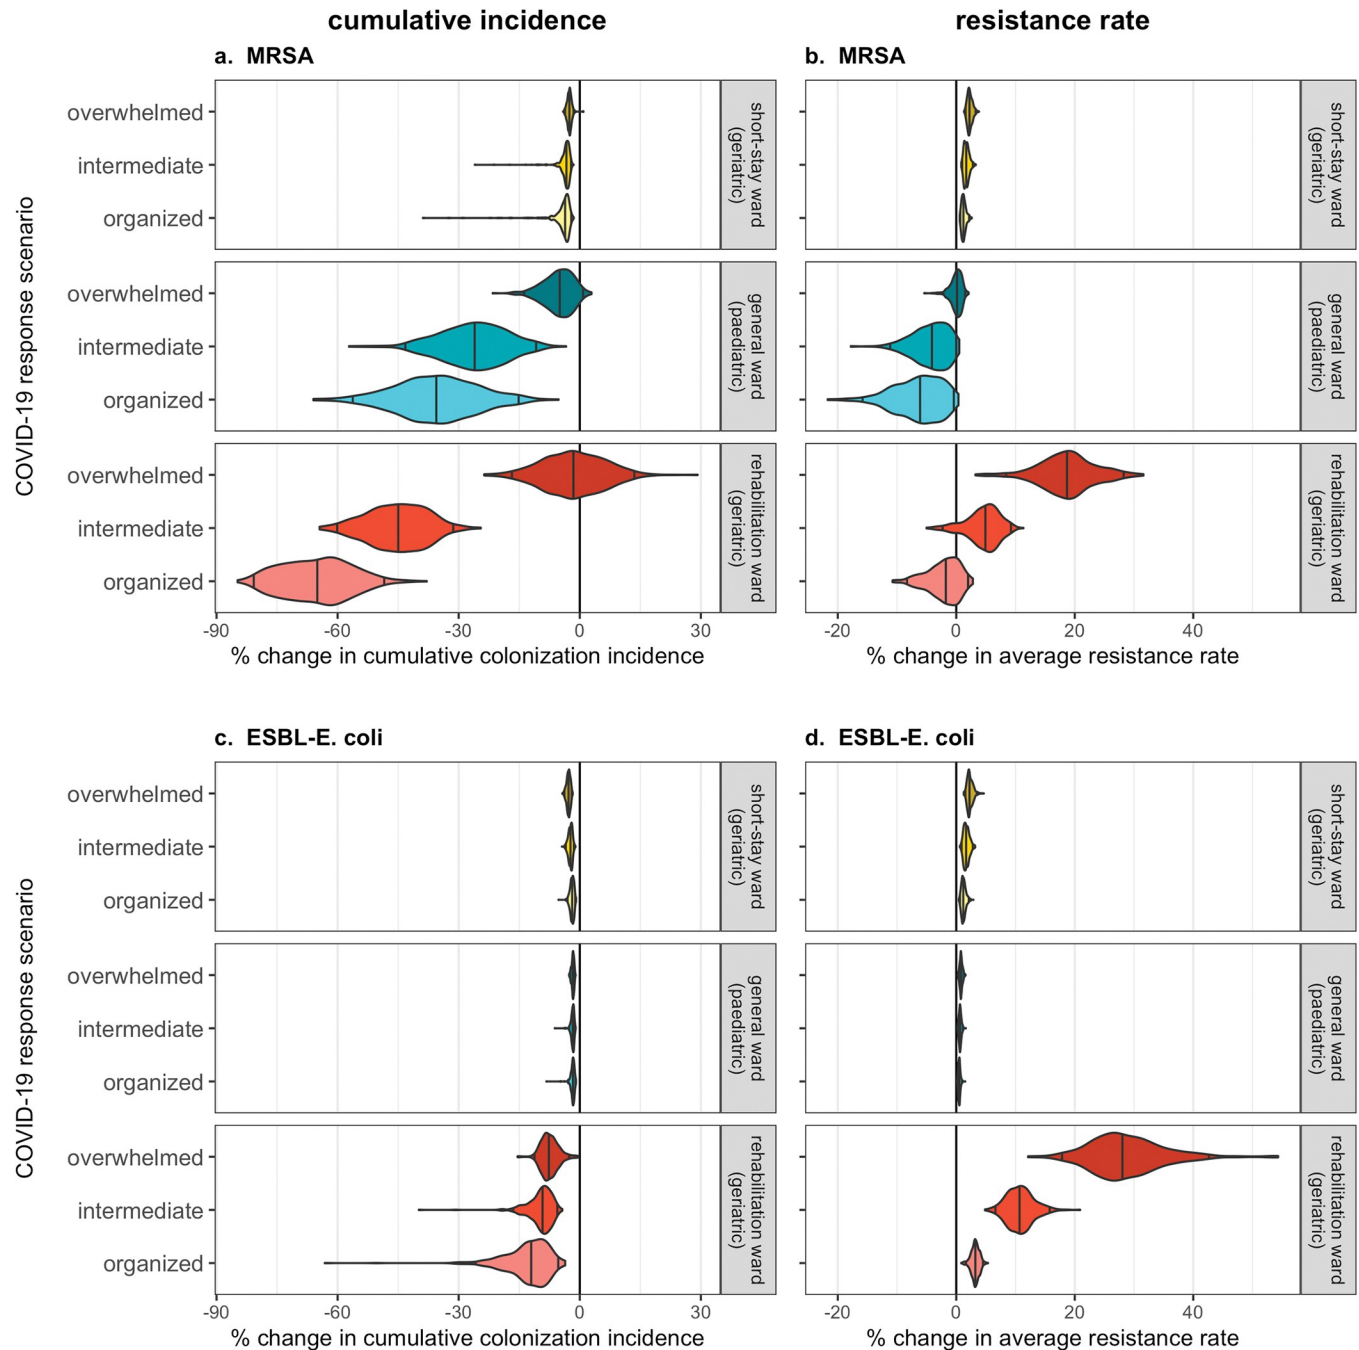 cumulative incidence
resistance rate
a. MRSA
b. MRSA
COVID-19 response scenario
overwhelmed
intermediate
organized
short-stay ward
(geriatric)
short-stay ward
(geriatric)
overwhelmed
intermediate
organized
general ward
(paediatric)
general ward
(paediatric)
overwhelmed
intermediate
organized
rehabilitation ward
(geriatric)
rehabilitation ward
(geriatric)
-90 -60 -30 0 30
-20 0 20 40
% change in cumulative colonization incidence
% change in average resistance rate
c. ESBL-E. coli
d. ESBL-E. coli
COVID-19 response scenario
overwhelmed
intermediate
organized
short-stay ward
(geriatric)
short-stay ward
(geriatric)
overwhelmed
intermediate
organized
general ward
(paediatric)
general ward
(paediatric)
overwhelmed
intermediate
organized
rehabilitation ward
(geriatric)
rehabilitation ward
(geriatric)
-90 -60 -30 0 30
-20 0 20 40
% change in cumulative colonization incidence
% change in average resistance rate